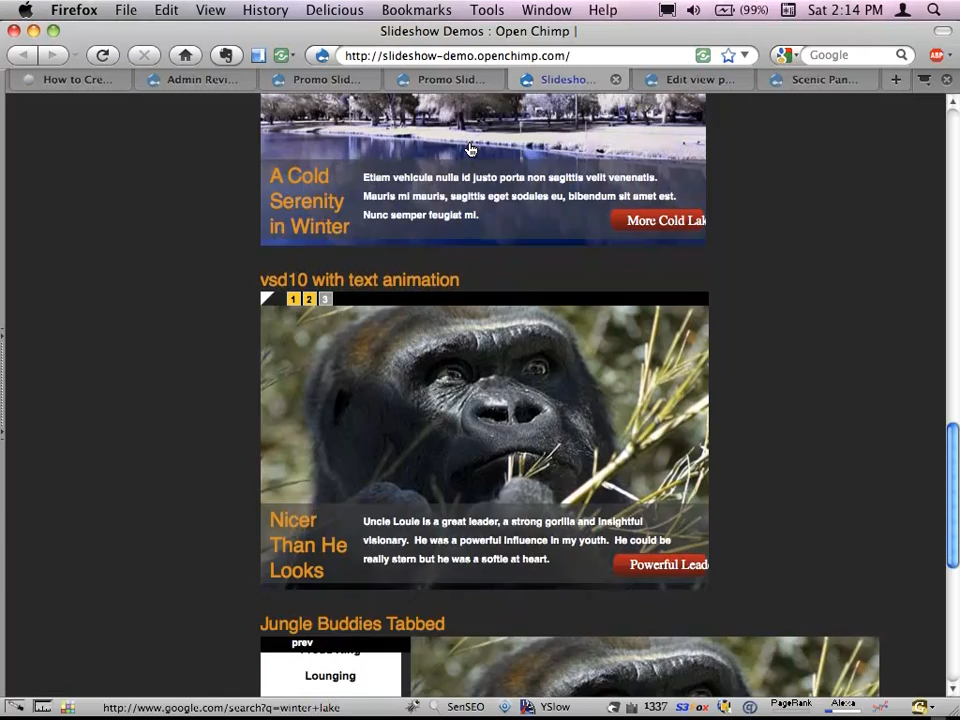 Firefox File Edit View History Delicious Bookmarks Tools Window Help (99%) Sat 2:14 PM
Slideshow Demos : Open Chimp |
http://slideshow-demo.openchimp.com/ Google ABP
How to Cre... Admin Revi... Promo Slid... Promo Slid... Slidesho... Edit view p... Scenic Pan...
A Cold
Serenity
in Winter
Etiam vehicula nulla id justo porta non sagittis velit venenatis.
Mauris mi mauris, sagittis eget sodales eu, bibendum sit amet est.
Nunc semper feugiat mi.
More Cold Lak
vsd10 with text animation
1 2 3
Nicer
Than He
Looks
Uncle Louie is a great leader, a strong gorilla and insightful
visionary. He was a powerful influence in my youth. He could be
really stern but he was a softie at heart.
Powerful Lead
Jungle Buddies Tabbed
prev
Lounging
http://www.google.com/search?q=winter+lake SenSEO YSlow 1337 S3Fox PageRank Alexa